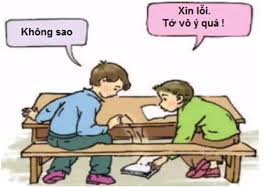 Không sao
Xin lỗi.
Tớ vô ý quá !